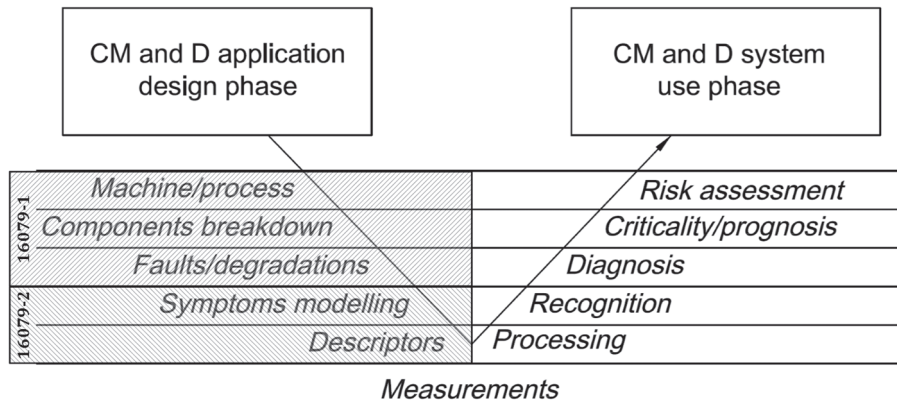 CM and D application
design phase
CM and D system
use phase
16079-1
Machine/process
Risk assessment
Components breakdown
Criticality/prognosis
Faults/degradations
Diagnosis
16079-2
Symptoms modelling
Recognition
Descriptors
Processing
Measurements